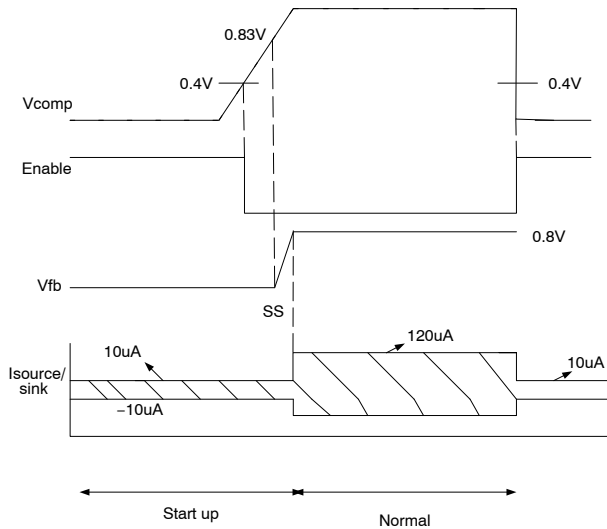 0.83V
0.4V
0.4V
Vcomp
Enable
0.8V
Vfb
SS
120uA
10uA
10uA
Isource/
sink
−10uA
Start up
Normal